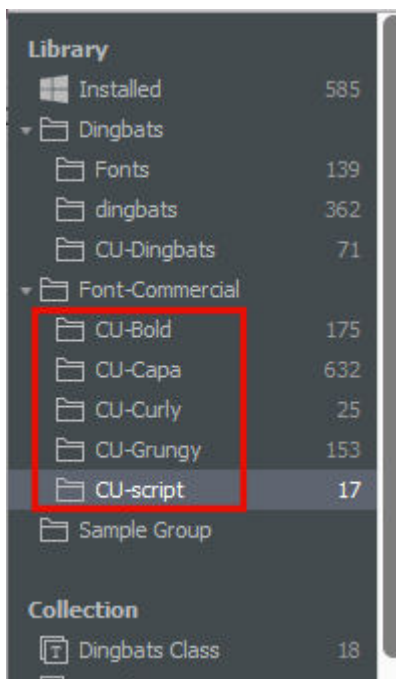 Library
Installed 585
Dingbats
Fonts 139
dingbats 362
CU-Dingbats 71
Font-Commercial
CU-Bold 175
CU-Capa 632
CU-Curly 25
CU-Grungy 153
CU-script 17
Sample Group
Collection
Dingbats Class 18